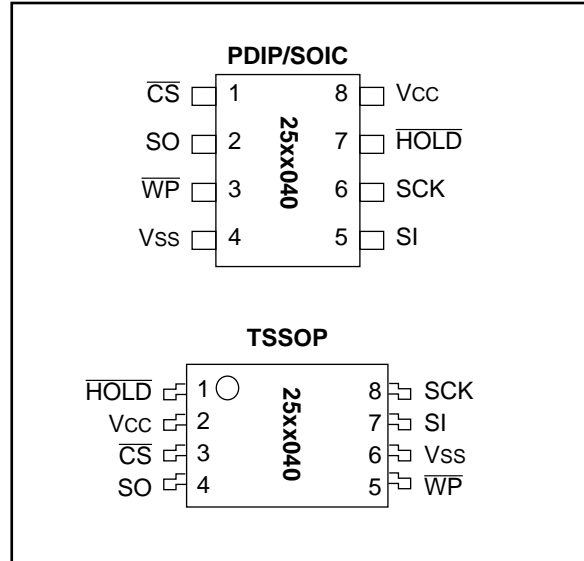 PDIP/SOIC
CS 1 8 VCC
SO 2 7 HOLD
WP 3 6 SCK
VSS 4 5 SI
25xx040
TSSOP
HOLD 1 8 SCK
VCC 2 7 SI
CS 3 6 VSS
SO 4 5 WP
25xx040